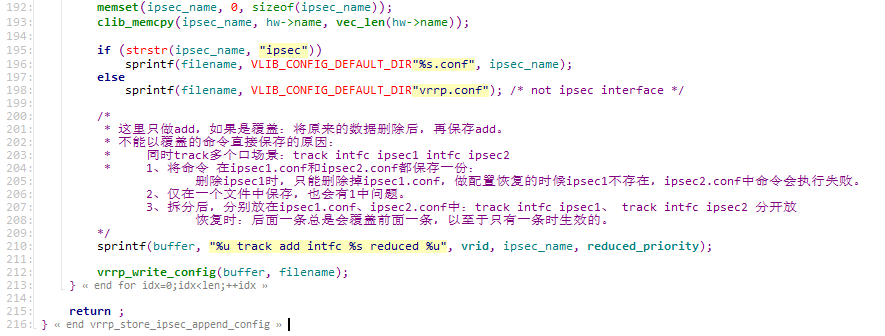 192: memset(ipsec_name, 0, sizeof(ipsec_name));
193: clib_memcpy(ipsec_name, hw->name, vec_len(hw->name));
194:
195: if (strstr(ipsec_name, "ipsec"))
196: sprintf(filename, VLIB_CONFIG_DEFAULT_DIR"%s.conf", ipsec_name);
197: else
198: sprintf(filename, VLIB_CONFIG_DEFAULT_DIR"vrrp.conf"); /* not ipsec interface */
199:
200: /*
201: * 这里只做add，如果是覆盖：将原来的数据删除后，再保存add。
202: * 不能以覆盖的命令直接保存的原因：
203: * 同时track多个口场景：track intfc ipsec1 intfc ipsec2
204: * 1、将命令 在ipsec1.conf和ipsec2.conf都保存一份：
205: 删除ipsec1时，只能删除掉ipsec1.conf，做配置恢复的时候ipsec1不存在，ipsec2.conf中命令会执行失败。
206: 2、仅在一个文件中保存，也会有1中问题。
207: 3、拆分后，分别放在ipsec1.conf、ipsec2.conf中：track intfc ipsec1、 track intfc ipsec2 分开放
208: 恢复时：后面一条总是会覆盖前面一条，以至于只有一条时生效的。
209: */
210: sprintf(buffer, "%u track add intfc %s reduced %u", vrid, ipsec_name, reduced_priority);
211:
212: vrrp_write_config(buffer, filename);
213: } « end for idx=0;idx<len;++idx »
214:
215: return ;
216: } « end vrrp_store_ipsec_append_config »